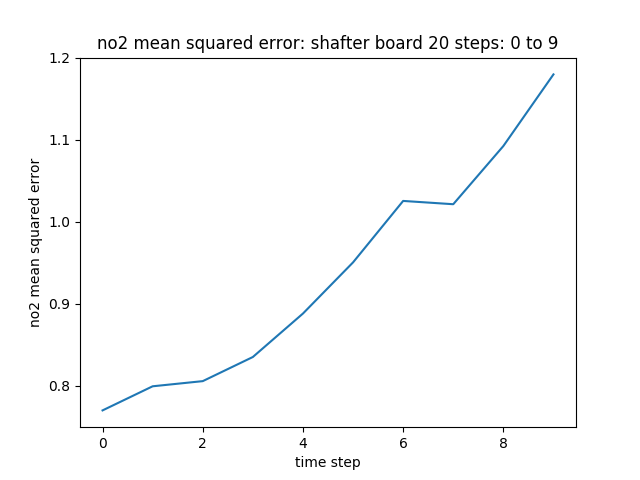 no2 mean squared error: shafter board 20 steps: 0 to 9
1.2
1.1
1.0
0.9
0.8
no2 mean squared error
0 2 4 6 8
time step